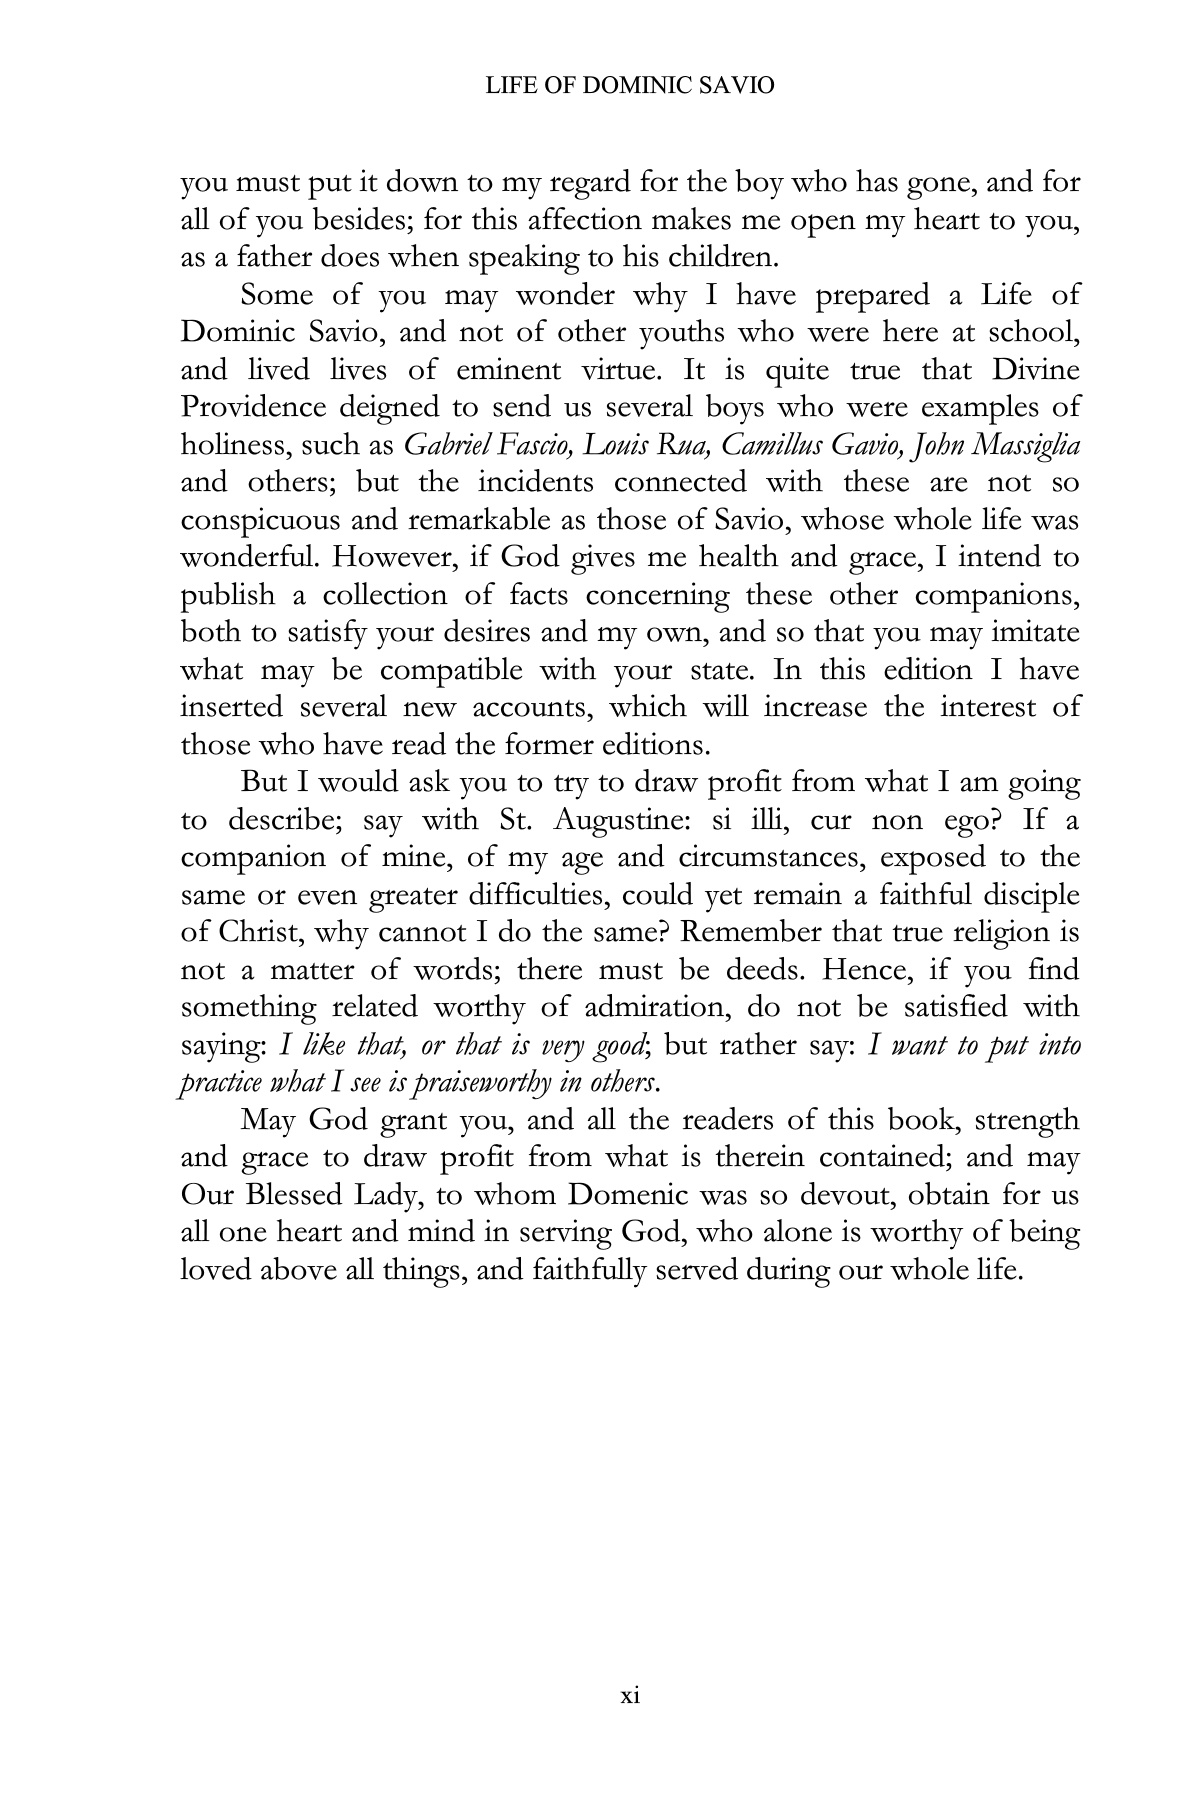 LIFE OF DOMINIC SAVIO
you must put it down to my regard for the boy who has gone, and for
all of you besides; for this affection makes me open my heart to you,
as a father does when speaking to his children.
Some of you may wonder why I have prepared a Life of
Dominic Savio, and not of other youths who were here at school,
and lived lives of eminent virtue. It is quite true that Divine
Providence deigned to send us several boys who were examples of
holiness, such as Gabriel Fascio, Louis Rua, Camillus Gavio, John Massiglia
and others; but the incidents connected with these are not so
conspicuous and remarkable as those of Savio, whose whole life was
wonderful. However, if God gives me health and grace, I intend to
publish a collection of facts concerning these other companions,
both to satisfy your desires and my own, and so that you may imitate
what may be compatible with your state. In this edition I have
inserted several new accounts, which will increase the interest of
those who have read the former editions.
But I would ask you to try to draw profit from what I am going
to describe; say with St. Augustine: si illi, cur non ego? If a
companion of mine, of my age and circumstances, exposed to the
same or even greater difficulties, could yet remain a faithful disciple
of Christ, why cannot I do the same? Remember that true religion is
not a matter of words; there must be deeds. Hence, if you find
something related worthy of admiration, do not be satisfied with
saying: I like that, or that is very good; but rather say: I want to put into
practice what I see is praiseworthy in others.
May God grant you, and all the readers of this book, strength
and grace to draw profit from what is therein contained; and may
Our Blessed Lady, to whom Domenic was so devout, obtain for us
all one heart and mind in serving God, who alone is worthy of being
loved above all things, and faithfully served during our whole life.
xi